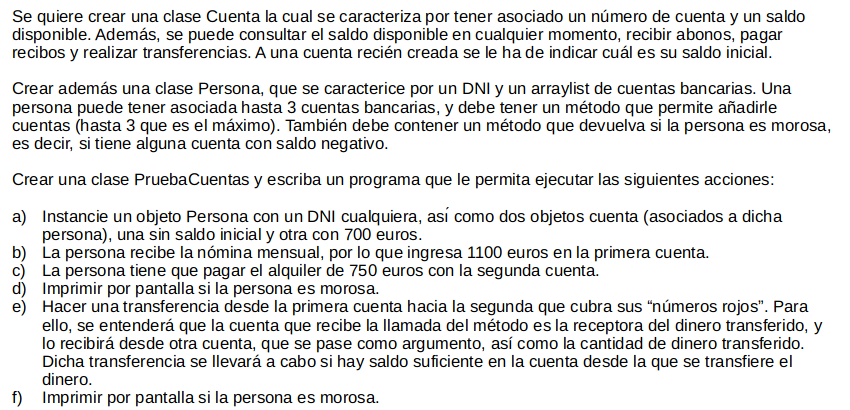 Se quiere crear una clase Cuenta la cual se caracteriza por tener asociado un número de cuenta y un saldo
disponible. Además, se puede consultar el saldo disponible en cualquier momento, recibir abonos, pagar
recibos y realizar transferencias. A una cuenta recién creada se le ha de indicar cuál es su saldo inicial.
Crear además una clase Persona, que se caracterice por un DNI y un arraylist de cuentas bancarias. Una
persona puede tener asociada hasta 3 cuentas bancarias, y debe tener un método que permite añadirle
cuentas (hasta 3 que es el máximo). También debe contener un método que devuelva si la persona es morosa,
es decir, si tiene alguna cuenta con saldo negativo.
Crear una clase PruebaCuentas y escriba un programa que le permita ejecutar las siguientes acciones:
a) Instancie un objeto Persona con un DNI cualquiera, así como dos objetos cuenta (asociados a dicha
persona), una sin saldo inicial y otra con 700 euros.
b) La persona recibe la nómina mensual, por lo que ingresa 1100 euros en la primera cuenta.
c) La persona tiene que pagar el alquiler de 750 euros con la segunda cuenta.
d) Imprimir por pantalla si la persona es morosa.
e) Hacer una transferencia desde la primera cuenta hacia la segunda que cubra sus “números rojos”. Para
ello, se entenderá que la cuenta que recibe la llamada del método es la receptora del dinero transferido, y
lo recibirá desde otra cuenta, que se pase como argumento, así como la cantidad de dinero transferido.
Dicha transferencia se llevará a cabo si hay saldo suficiente en la cuenta desde la que se transfiere el
dinero.
f) Imprimir por pantalla si la persona es morosa.